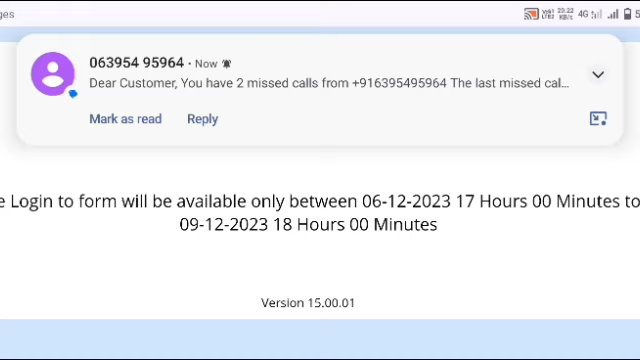 ges
4G
063954 95964 • Now
Dear Customer, You have 2 missed calls from +916395495964 The last missed cal...
Mark as read Reply
e Login to form will be available only between 06-12-2023 17 Hours 00 Minutes to
09-12-2023 18 Hours 00 Minutes
Version 15.00.01